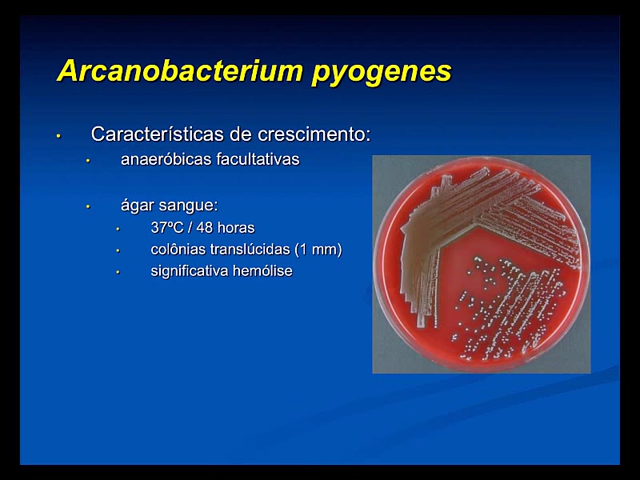 Arcanobacterium pyogenes
• Características de crescimento:
• anaeróbicas facultativas
• ágar sangue:
• 37ºC / 48 horas
• colônias translúcidas (1 mm)
• significativa hemólise